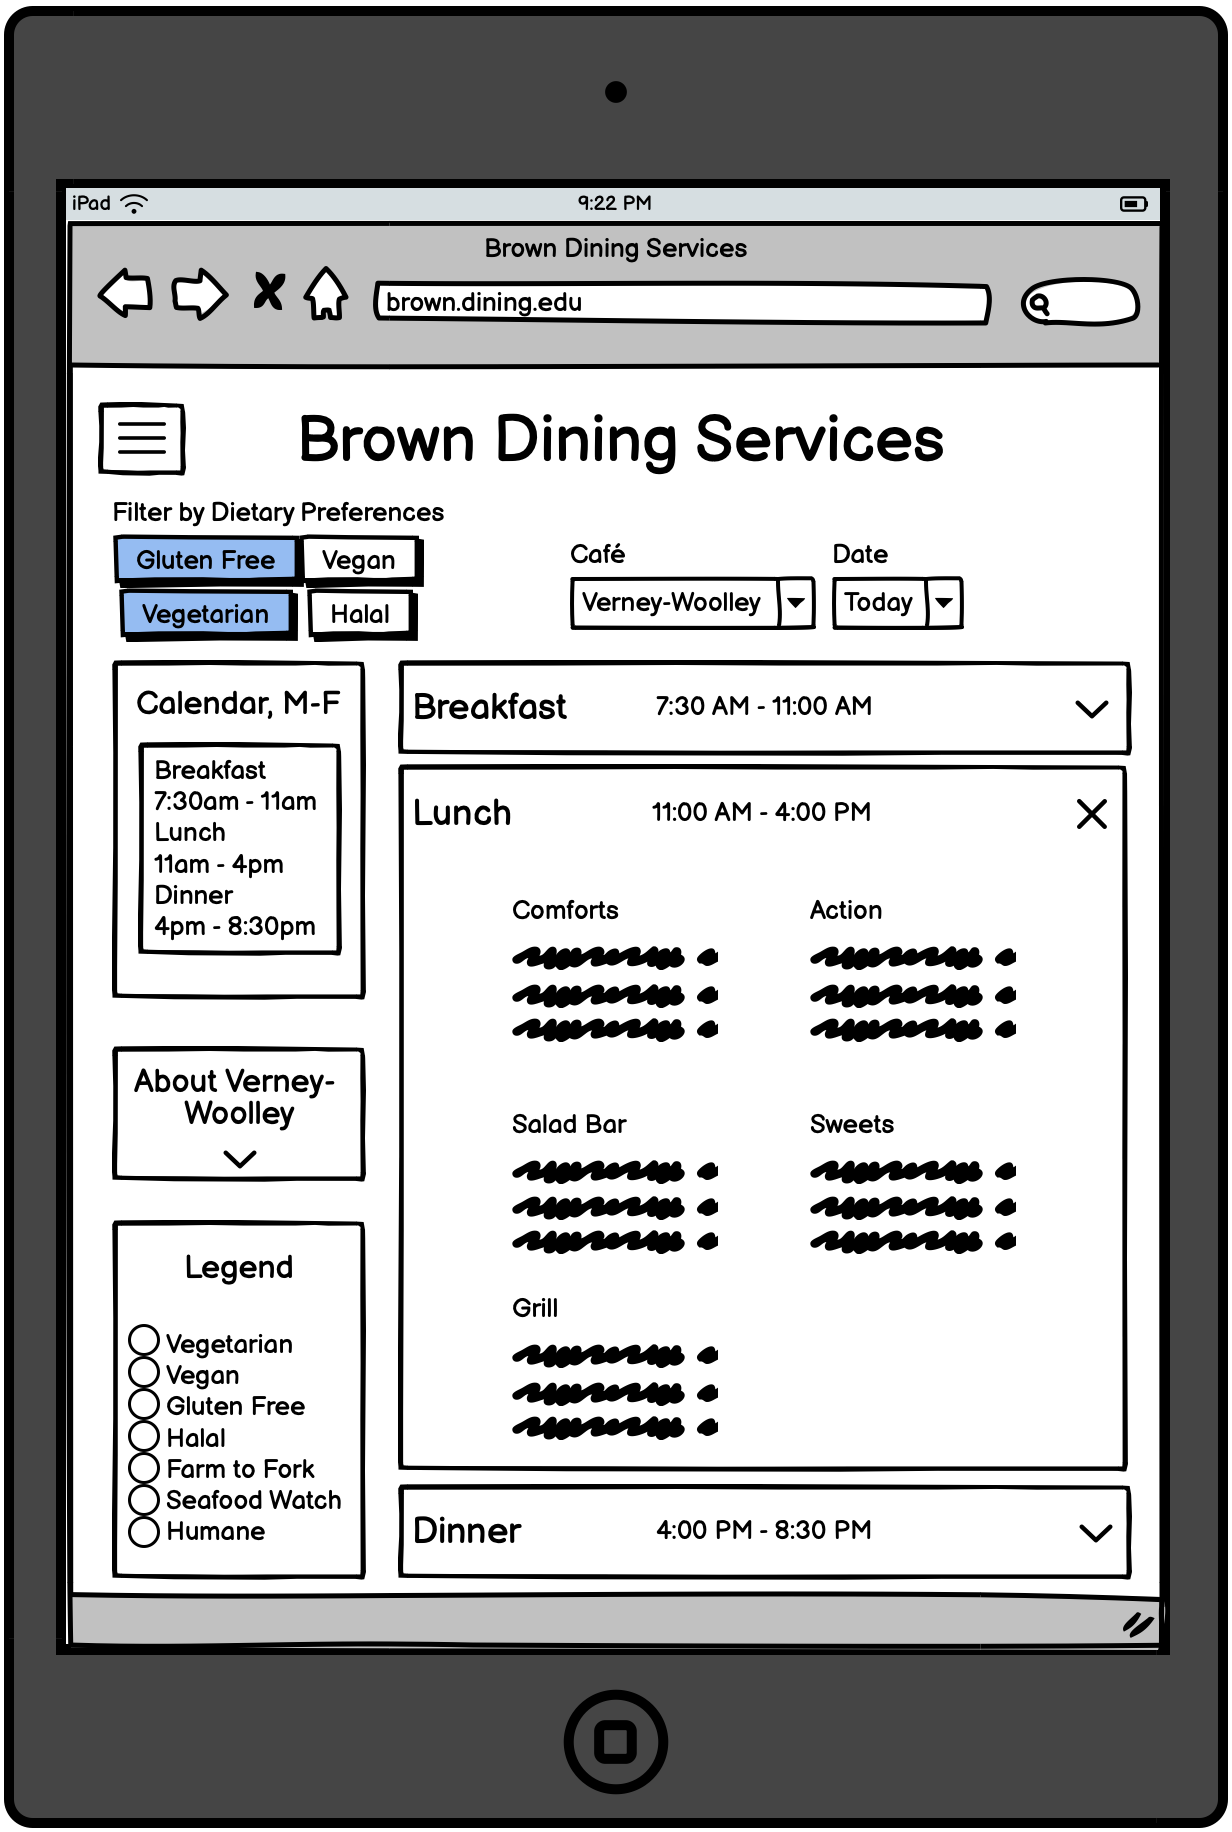 iPad
9:22 PM
Brown Dining Services
brown.dining.edu
Brown Dining Services
Filter by Dietary Preferences
Gluten Free
Vegan
Vegetarian
Halal
Café
Date
Verney-Woolley
Today
Calendar, M-F
Breakfast
7:30am - 11am
Lunch
11am - 4pm
Dinner
4pm - 8:30pm
About Verney-
Woolley
Legend
Vegetarian
Vegan
Gluten Free
Halal
Farm to Fork
Seafood Watch
Humane
Breakfast 7:30 AM - 11:00 AM
Lunch 11:00 AM - 4:00 PM
Comforts
Action
Salad Bar
Sweets
Grill
Dinner 4:00 PM - 8:30 PM